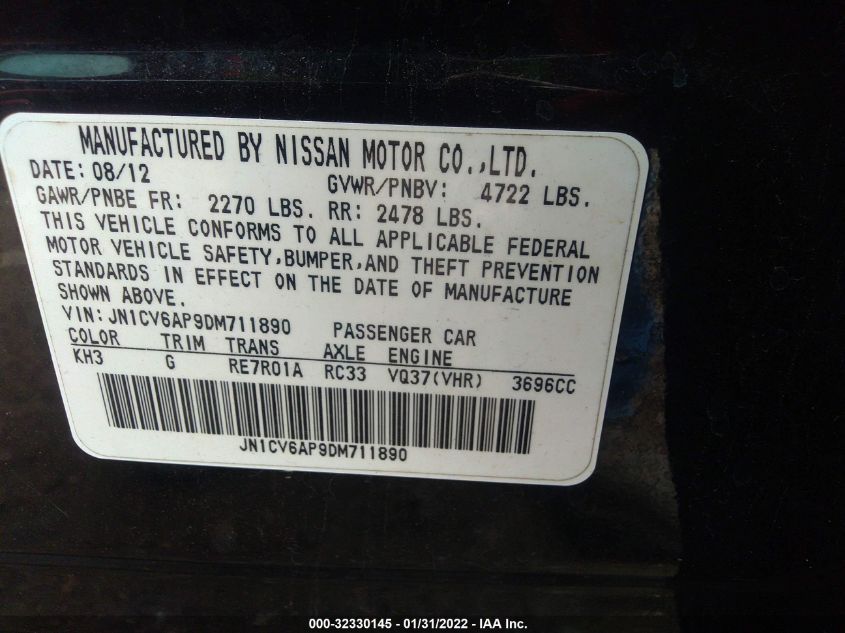 MANUFACTURED BY NISSAN MOTOR CO.,LTD.
DATE: 08/12 GVWR/PNBV: 4722 LBS.
GAWR/PNBE FR: 2270 LBS. RR: 2478 LBS.
THIS VEHICLE CONFORMS TO ALL APPLICABLE FEDERAL
MOTOR VEHICLE SAFETY,BUMPER,AND THEFT PREVENTION
STANDARDS IN EFFECT ON THE DATE OF MANUFACTURE
SHOWN ABOVE.
VIN: JN1CV6AP9DM711890 PASSENGER CAR
COLOR TRIM TRANS AXLE ENGINE
KH3 G RE7R01A RC33 VQ37(VHR) 3696CC
JN1CV6AP9DM711890
000-32330145 - 01/31/2022 - IAA Inc.